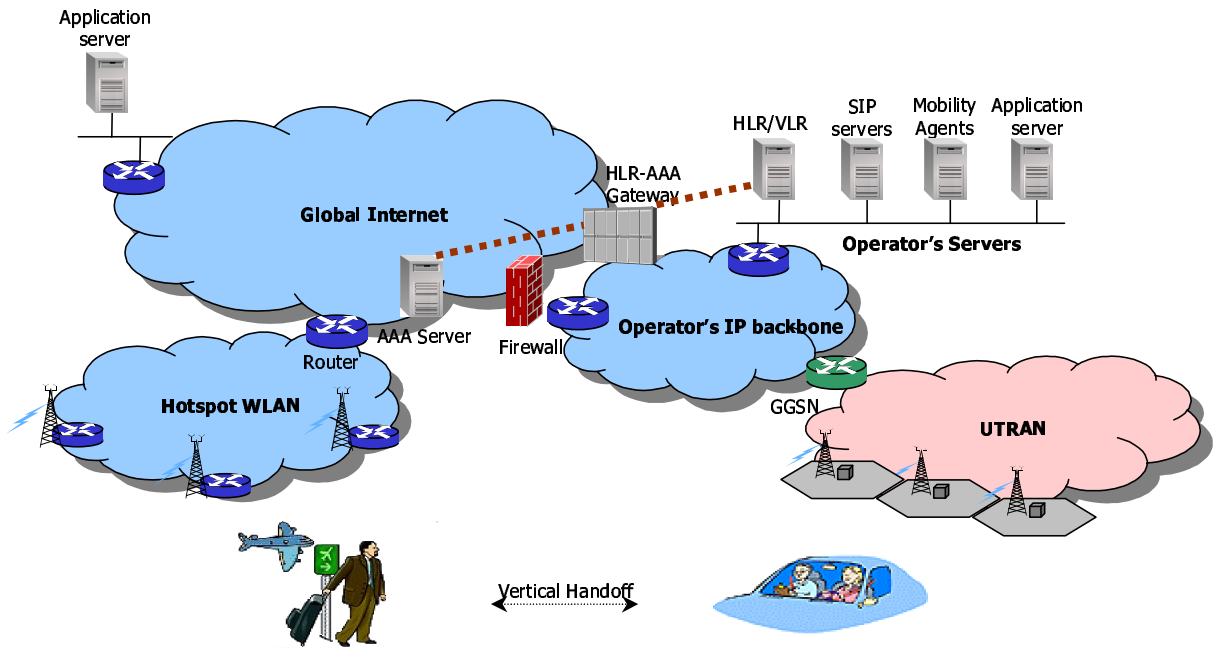 Application
server
HLR/VLR
SIP
servers
Mobility
Agents
Application
server
HLR-AAA
Gateway
Global Internet
Operator's Servers
AAA Server
Firewall
Operator's IP backbone
Router
Hotspot WLAN
GGSN
UTRAN
Vertical Handoff